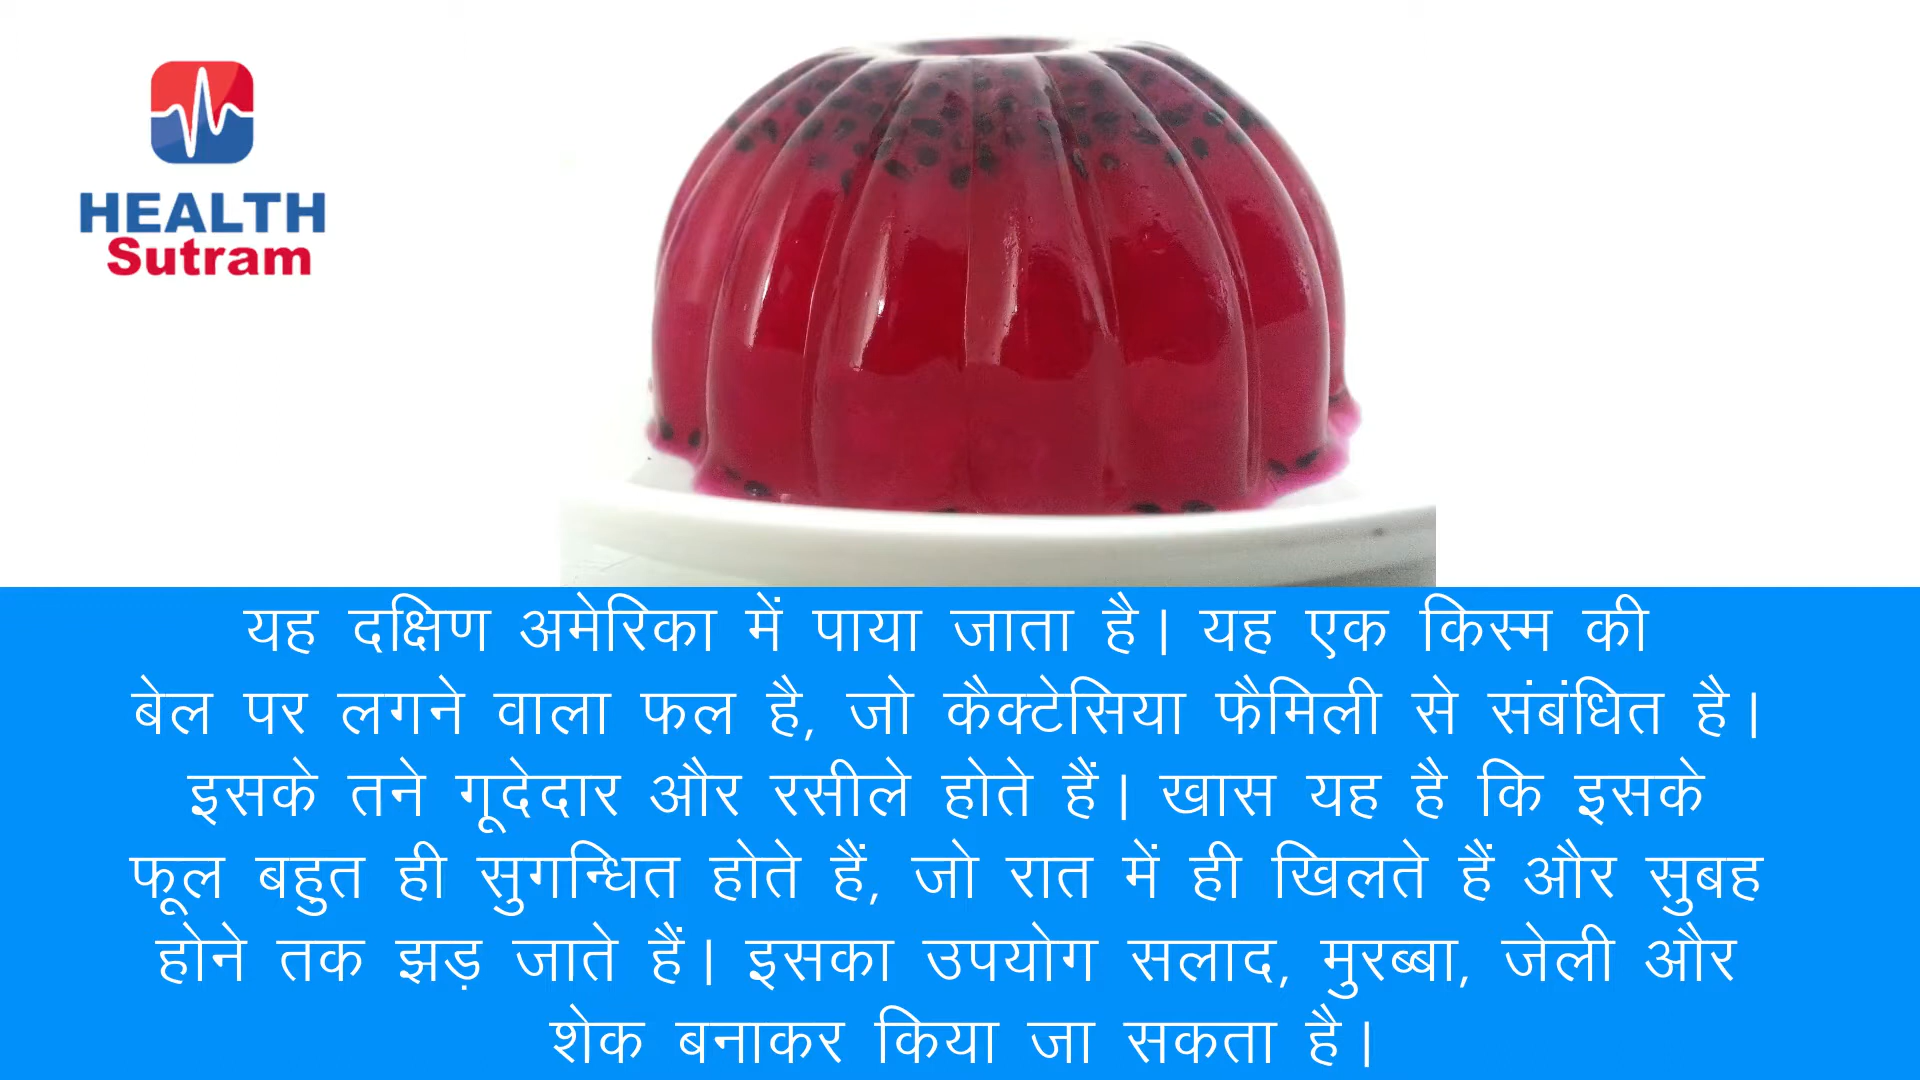 HEALTH
Sutram
यह दक्षिण अमेरिका में पाया जाता है। यह एक किस्म की
बेल पर लगने वाला फल है, जो कैक्टेसिया फैमिली से संबंधित है।
इसके तने गूदेदार और रसीले होते हैं। खास यह है कि इसके
फूल बहुत ही सुगन्धित होते हैं, जो रात में ही खिलते हैं और सुबह
होने तक झड़ जाते हैं। इसका उपयोग सलाद, मुरब्बा, जेली और
शेक बनाकर किया जा सकता है।